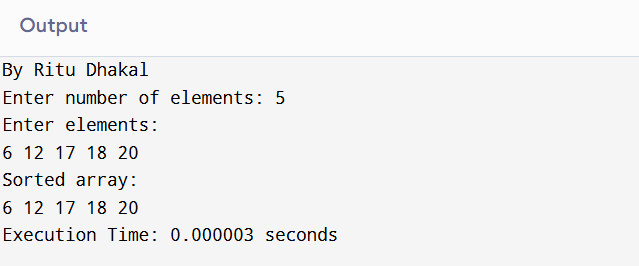 Output
By Ritu Dhakal
Enter number of elements: 5
Enter elements:
6 12 17 18 20
Sorted array:
6 12 17 18 20
Execution Time: 0.000003 seconds